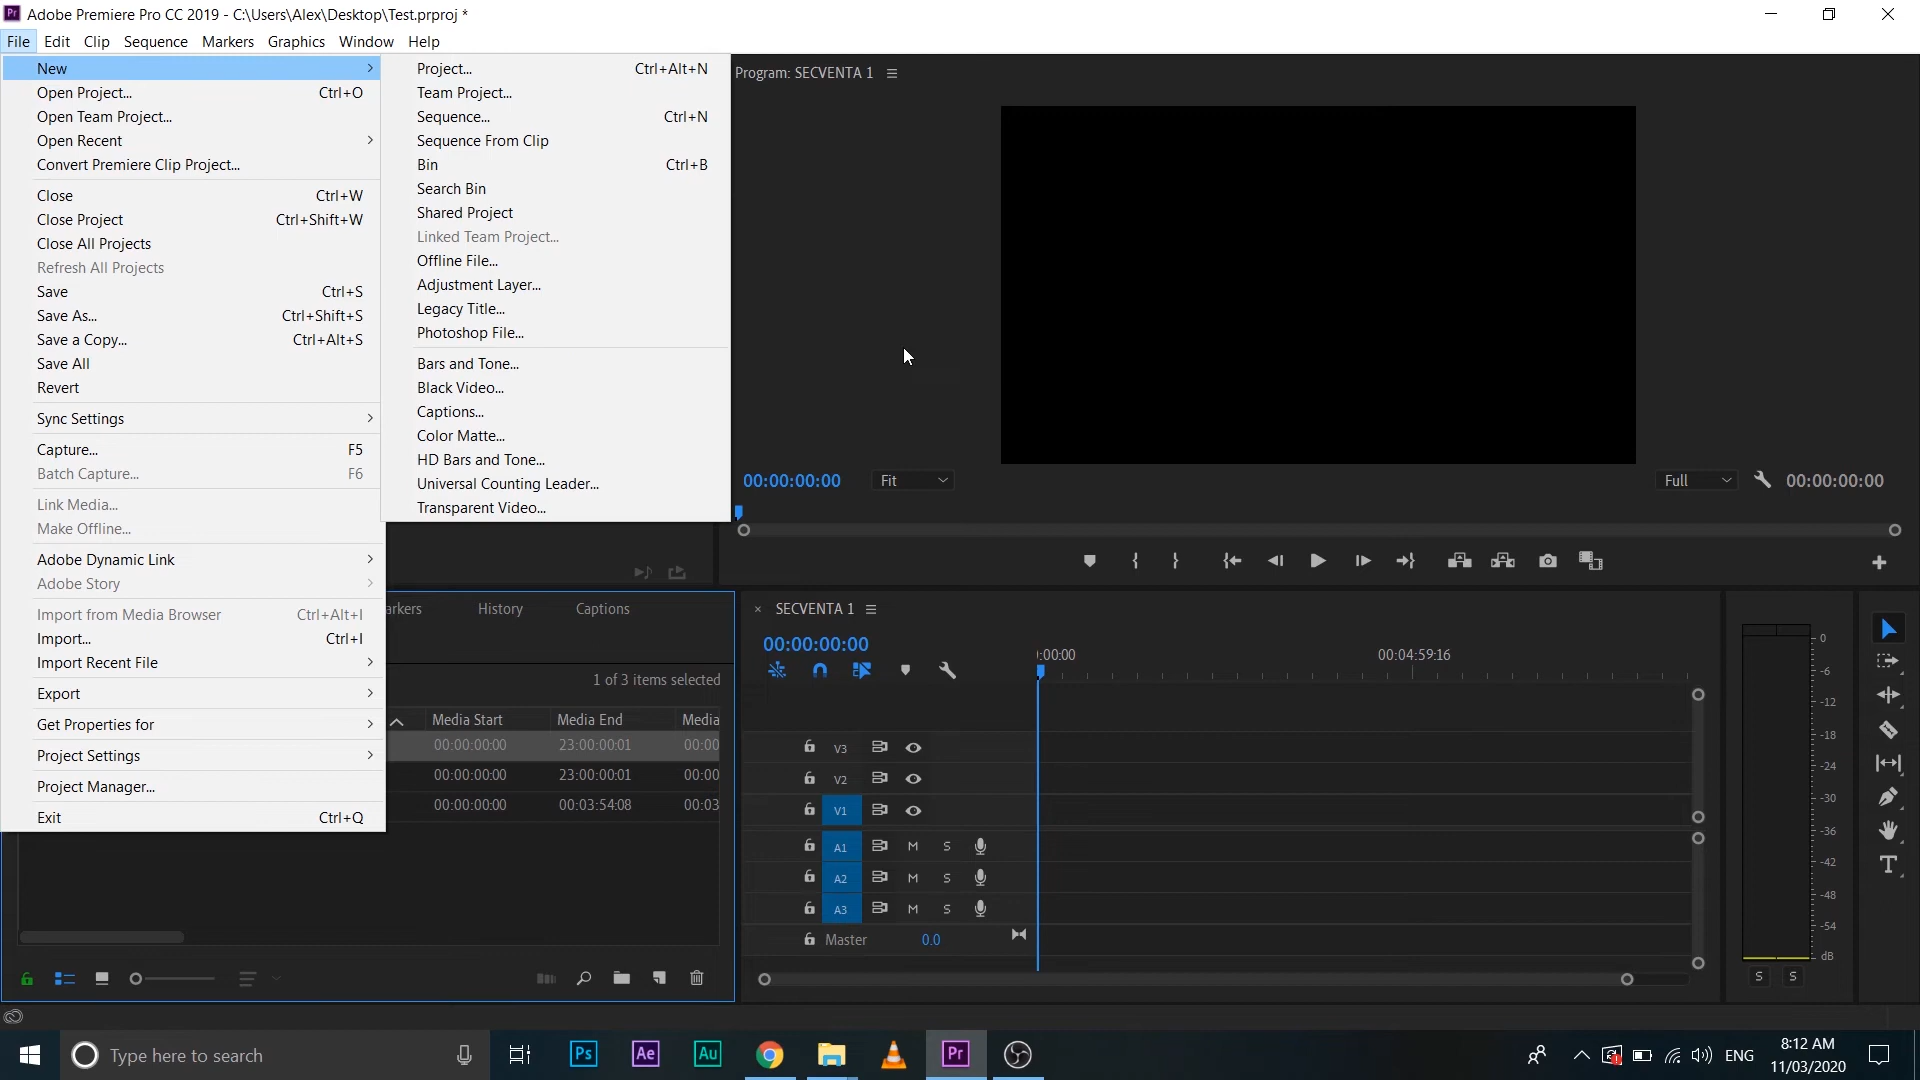 Adobe Premiere Pro CC 2019 - C:\Users\Alex\Desktop\Test.prproj *
File Edit Clip Sequence Markers Graphics Window Help
New
Open Project... Ctrl+O
Open Team Project...
Open Recent
Convert Premiere Clip Project...
Close Ctrl+W
Close Project Ctrl+Shift+W
Close All Projects
Refresh All Projects
Save Ctrl+S
Save As... Ctrl+Shift+S
Save a Copy... Ctrl+Alt+S
Save All
Revert
Sync Settings
Capture... F5
Batch Capture... F6
Link Media...
Make Offline...
Adobe Dynamic Link
Adobe Story
Import from Media Browser Ctrl+Alt+I
Import... Ctrl+I
Import Recent File
Export
Get Properties for
Project Settings
Project Manager...
Exit Ctrl+Q
Project... Ctrl+Alt+N
Team Project...
Sequence... Ctrl+N
Sequence From Clip
Bin Ctrl+B
Search Bin
Shared Project
Linked Team Project...
Offline File...
Adjustment Layer...
Legacy Title...
Photoshop File...
Bars and Tone...
Black Video...
Captions...
Color Matte...
HD Bars and Tone...
Universal Counting Leader...
Transparent Video...
Program: SECVENTA 1
00:00:00:00 Fit Full 00:00:00:00
arkers History Captions
1 of 3 items selected
Media Start Media End Media
00:00:00:00 23:00:00:01 00:00
00:00:00:00 23:00:00:01 00:00
00:00:00:00 00:03:54:08 00:03
× SECVENTA 1
00:00:00:00
:00:00 00:04:59:16
V3
V2
V1
A1 M S
A2 M S
A3 M S
Master 0.0
0
-6
-12
-18
-24
-30
-36
-42
-48
-54
dB
S S
Type here to search
Ps Ae Au Pr
ENG
8:12 AM
11/03/2020